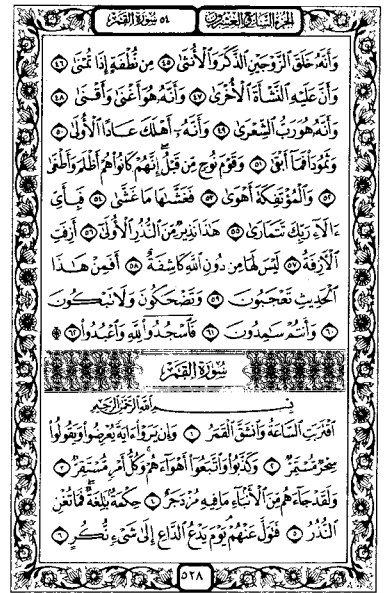 الجزء السابع والعشرون ٥٤ سورة القمر
وَأَنَّهُۥ خَلَقَ ٱلزَّوْجَيْنِ ٱلذَّكَرَ وَٱلْأُنثَىٰ ٤٥ مِن نُّطْفَةٍ إِذَا تُمْنَىٰ ٤٦
وَأَنَّ عَلَيْهِ ٱلنَّشْأَةَ ٱلْأُخْرَىٰ ٤٧ وَأَنَّهُۥ هُوَ أَغْنَىٰ وَأَقْنَىٰ ٤٨
وَأَنَّهُۥ هُوَ رَبُّ ٱلشِّعْرَىٰ ٤٩ وَأَنَّهُۥٓ أَهْلَكَ عَادًا ٱلْأُولَىٰ ٥٠
وَثَمُودَا۟ فَمَآ أَبْقَىٰ ٥١ وَقَوْمَ نُوحٍ مِّن قَبْلُ إِنَّهُمْ كَانُوا۟ هُمْ أَظْلَمَ وَأَطْغَىٰ
٥٢ وَٱلْمُؤْتَفِكَةَ أَهْوَىٰ ٥٣ فَغَشَّىٰهَا مَا غَشَّىٰ ٥٤ فَبِأَىِّ
ءَالَآءِ رَبِّكَ تَتَمَارَىٰ ٥٥ هَٰذَا نَذِيرٌ مِّنَ ٱلنُّذُرِ ٱلْأُولَىٰٓ ٥٦ أَزِفَتِ
ٱلْءَازِفَةُ ٥٧ لَيْسَ لَهَا مِن دُونِ ٱللَّهِ كَاشِفَةٌ ٥٨ أَفَمِنْ هَٰذَا
ٱلْحَدِيثِ تَعْجَبُونَ ٥٩ وَتَضْحَكُونَ وَلَا تَبْكُونَ
٦٠ وَأَنتُمْ سَٰمِدُونَ ٦١ فَٱسْجُدُوا۟ لِلَّهِ وَٱعْبُدُوا۟ ٦٢ ۩
سُورَةُ القَمَرِ
بِسْمِ ٱللَّهِ ٱلرَّحْمَٰنِ ٱلرَّحِيمِ
ٱقْتَرَبَتِ ٱلسَّاعَةُ وَٱنشَقَّ ٱلْقَمَرُ ١ وَإِن يَرَوْا۟ ءَايَةً يُعْرِضُوا۟ وَيَقُولُوا۟
سِحْرٌ مُّسْتَمِرٌّ ٢ وَكَذَّبُوا۟ وَٱتَّبَعُوٓا۟ أَهْوَآءَهُمْ وَكُلُّ أَمْرٍ مُّسْتَقِرٌّ ٣
وَلَقَدْ جَآءَهُم مِّنَ ٱلْأَنۢبَآءِ مَا فِيهِ مُزْدَجَرٌ ٤ حِكْمَةٌۢ بَٰلِغَةٌ فَمَا تُغْنِ
ٱلنُّذُرُ ٥ فَتَوَلَّ عَنْهُمْ يَوْمَ يَدْعُ ٱلدَّاعِ إِلَىٰ شَىْءٍ نُّكُرٍ ٦
٥٢٨